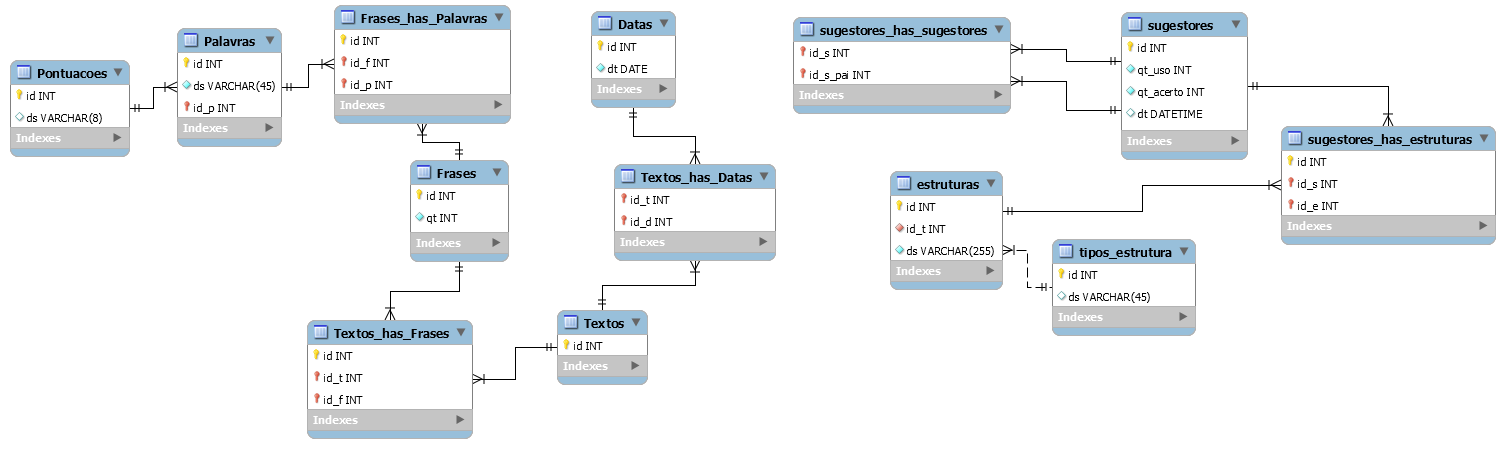 Pontuacoes
id INT
ds VARCHAR(8)
Indexes
Palavras
id INT
ds VARCHAR(45)
id_p INT
Indexes
Frases_has_Palavras
id INT
id_f INT
id_p INT
Indexes
Frases
id INT
qt INT
Indexes
Textos_has_Frases
id INT
id_t INT
id_f INT
Indexes
Datas
id INT
dt DATE
Indexes
Textos_has_Datas
id_t INT
id_d INT
Indexes
Textos
id INT
Indexes
sugestores_has_sugestores
id_s INT
id_s_pai INT
Indexes
sugestores
id INT
qt_uso INT
qt_acerto INT
dt DATETIME
Indexes
sugestores_has_estruturas
id INT
id_s INT
id_e INT
Indexes
estruturas
id INT
id_t INT
ds VARCHAR(255)
Indexes
tipos_estrutura
id INT
ds VARCHAR(45)
Indexes